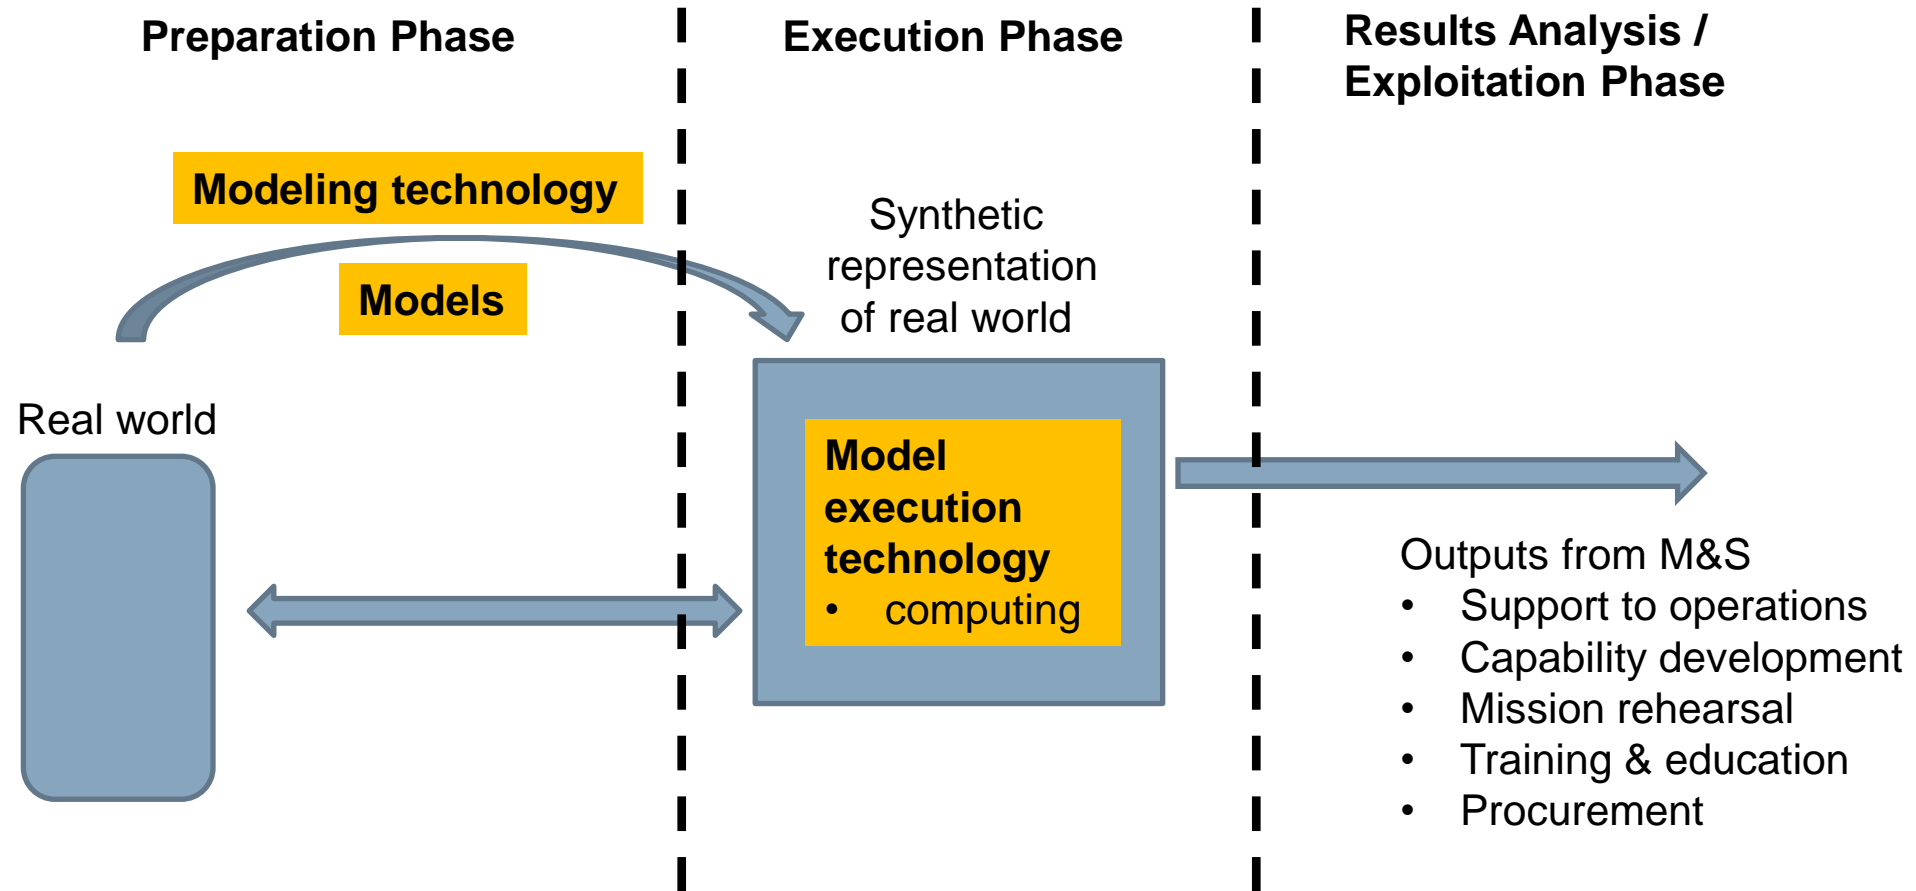 Preparation Phase
Execution Phase
Results Analysis /
Exploitation Phase
Modeling technology
Models
Synthetic
representation
of real world
Real world
Model
execution
technology
• computing
Outputs from M&S
• Support to operations
• Capability development
• Mission rehearsal
• Training & education
• Procurement